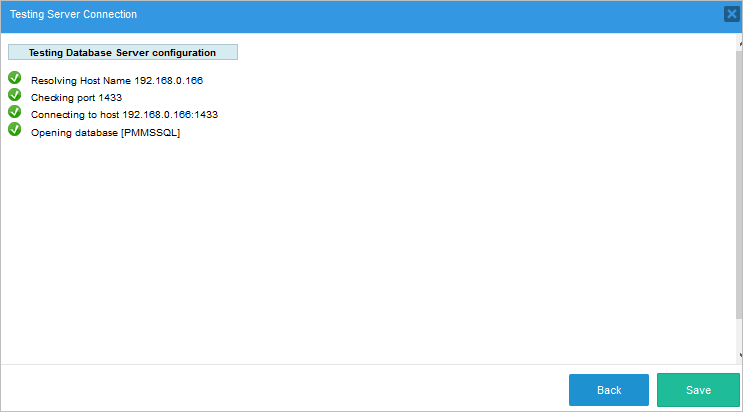 Testing Server Connection
Testing Database Server configuration
Resolving Host Name 192.168.0.166
Checking port 1433
Connecting to host 192.168.0.166:1433
Opening database [PMMSSQL]
Back Save